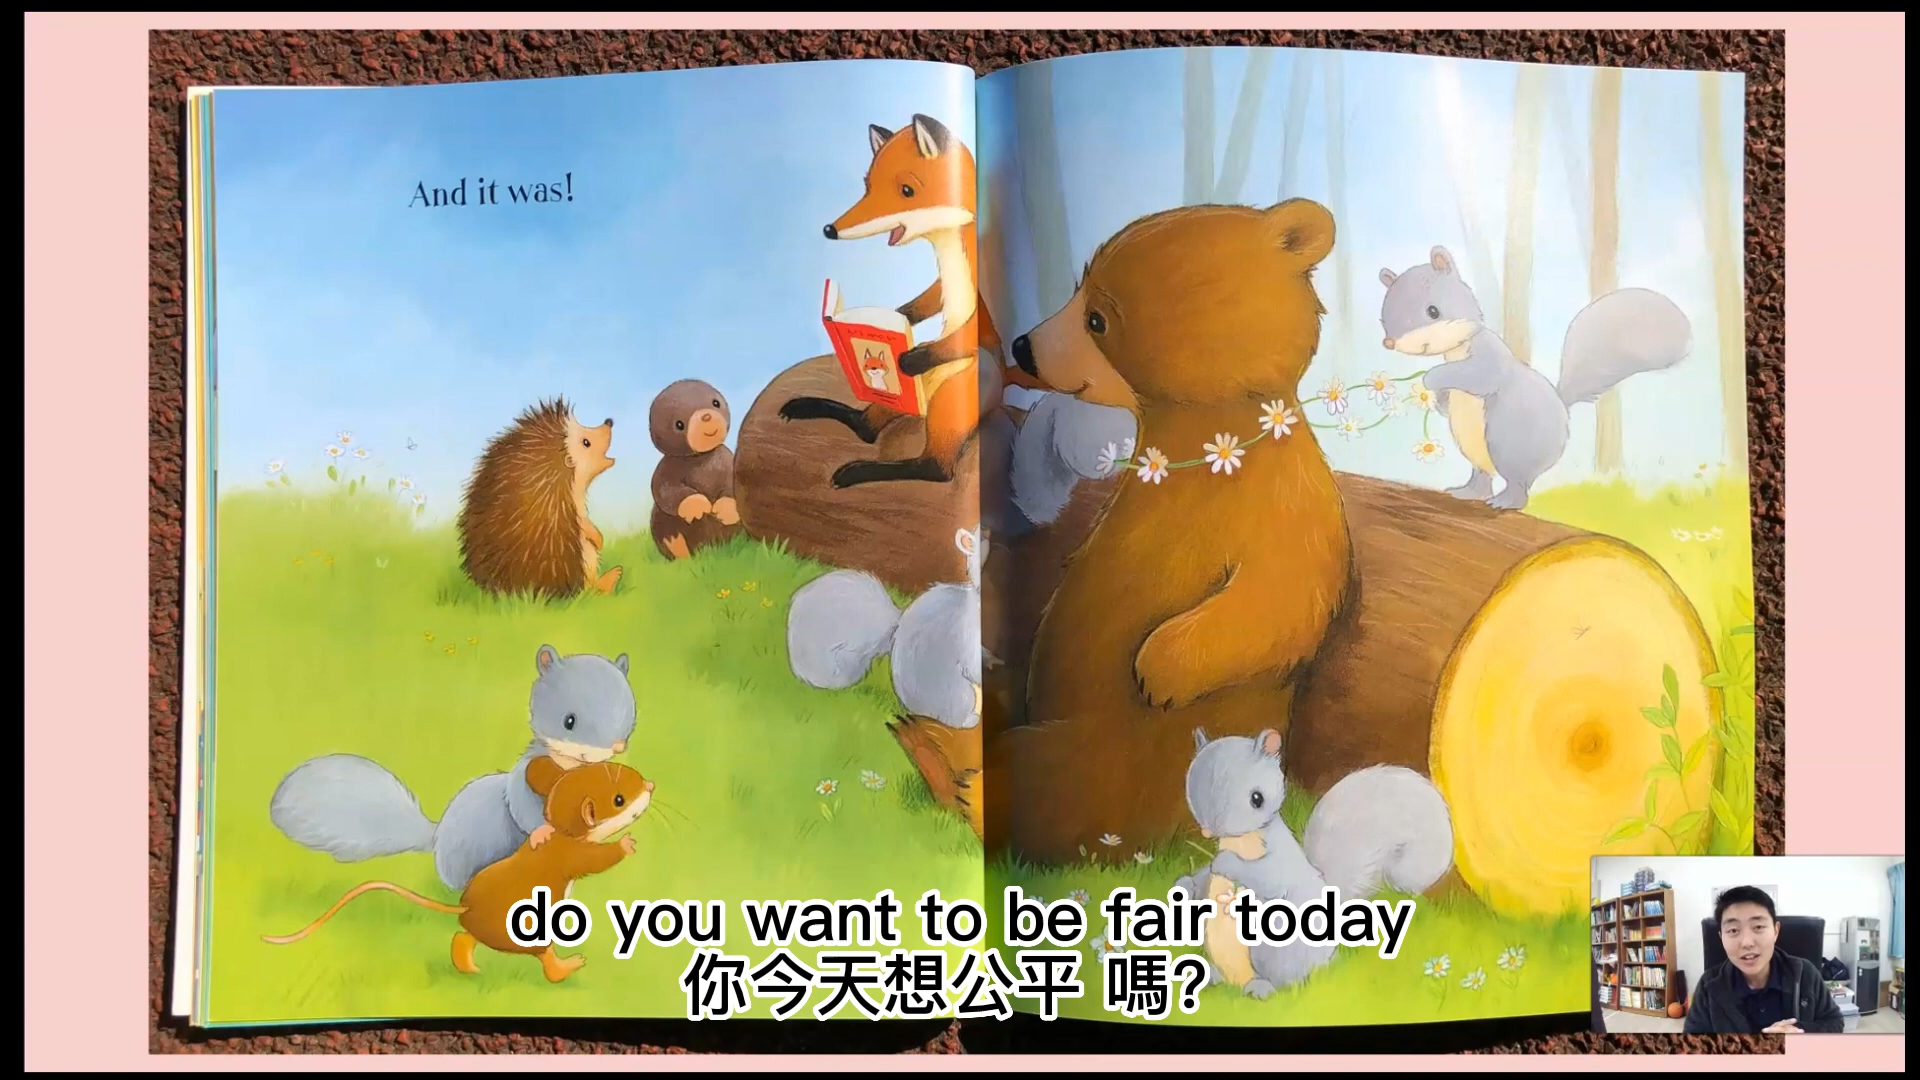 And it was!
do you want to be fair today
你今天想公平 嗎?